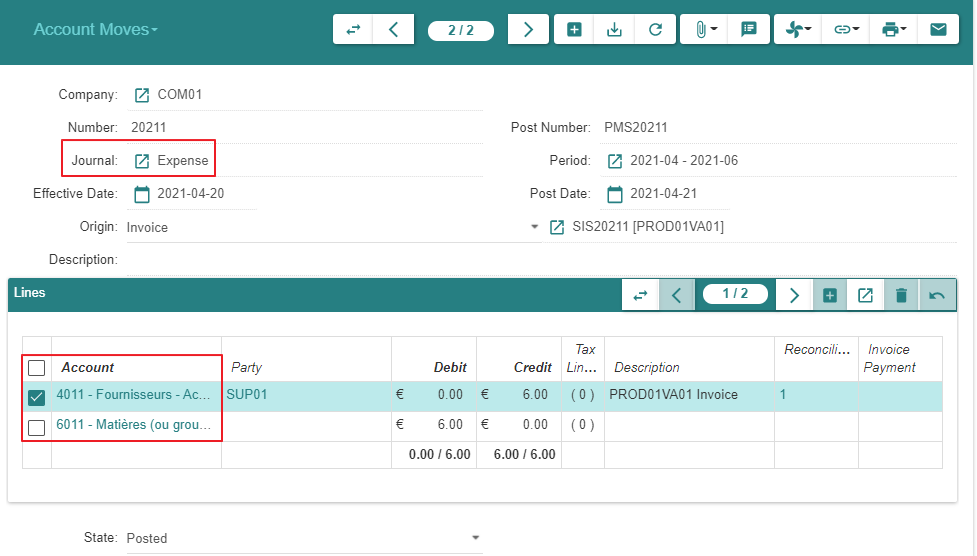 Account Moves
2 / 2
Company: COM01
Number: 20211 Post Number: PMS20211
Journal: Expense Period: 2021-04 - 2021-06
Effective Date: 2021-04-20 Post Date: 2021-04-21
Origin: Invoice SIS20211 [PROD01VA01]
Description:
Lines 1 / 2
Account Party Debit Credit Tax Lin... Description Reconcili... Invoice Payment
4011 - Fournisseurs - Ac... SUP01 € 0.00 € 6.00 ( 0 ) PROD01VA01 Invoice 1
6011 - Matières (ou grou... € 6.00 € 0.00 ( 0 )
0.00 / 6.00 6.00 / 6.00
State: Posted